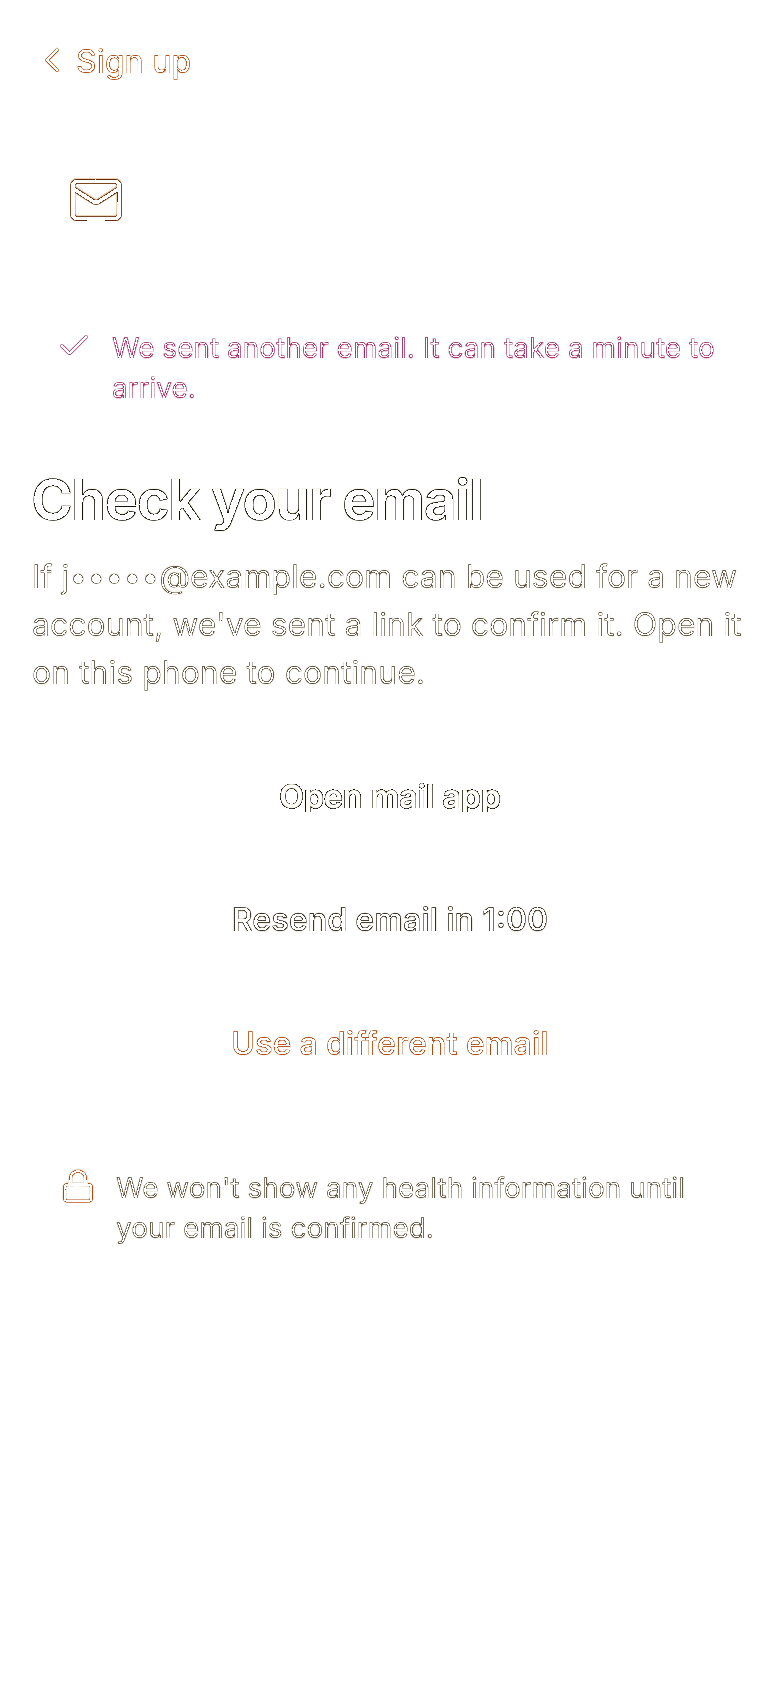 Sign up
We sent another email. It can take a minute to
arrive.
Check your email
If j•••••@example.com can be used for a new
account, we've sent a link to confirm it. Open it
on this phone to continue.
Open mail app
Resend email in 1:00
Use a different email
We won't show any health information until
your email is confirmed.